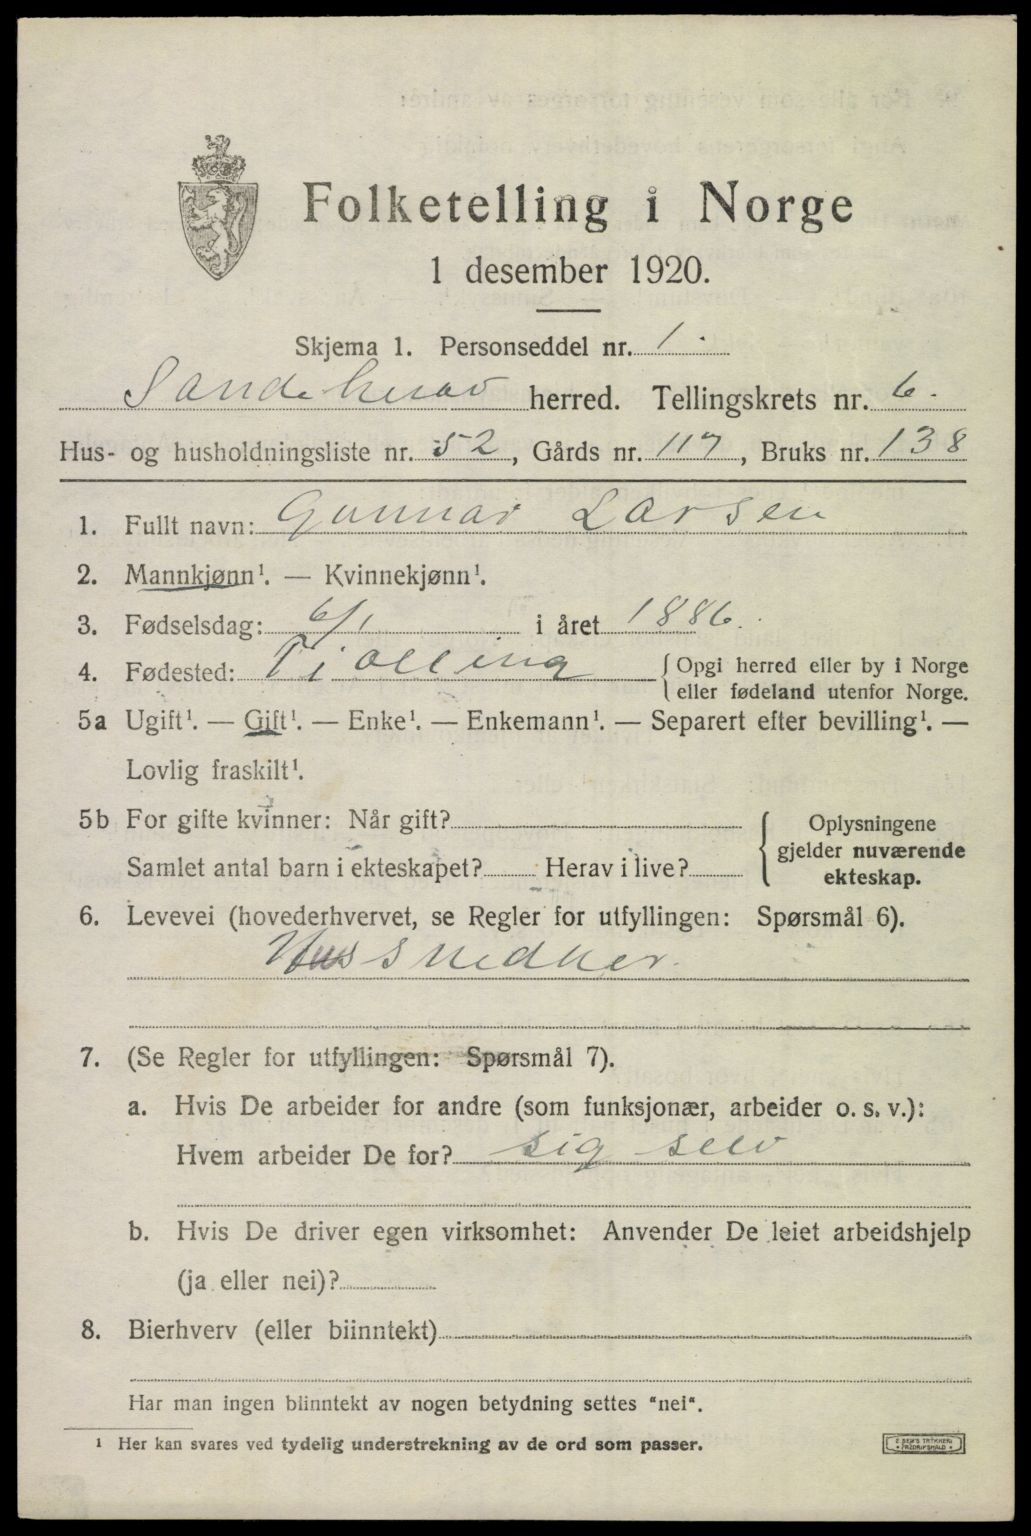 Folketelling i Norge
1 desember 1920.
Skjema 1. Personseddel nr. 1.
Sandeherav herred. Tellingskrets nr. 6.
Hus- og husholdningsliste nr. 52, Gårds nr. 117, Bruks nr. 138
1. Fullt navn: Gunnar Larsen
2. Mannkjønn¹. — Kvinnekjønn¹.
3. Fødselsdag: 6/1 i året 1886.
4. Fødested: Tjølling { Opgi herred eller by i Norge
eller fødeland utenfor Norge.
5a Ugift¹. — Gift¹. — Enke¹. — Enkemann¹. — Separert efter bevilling¹. —
Lovlig fraskilt¹.
5b For gifte kvinner: Når gift?
Samlet antal barn i ekteskapet? Herav i live?
{ Oplysningene
gjelder nuværende
ekteskap.
6. Levevei (hovederhvervet, se Regler for utfyllingen: Spørsmål 6).
Hussnedker.
7. (Se Regler for utfyllingen: Spørsmål 7).
a. Hvis De arbeider for andre (som funksjonær, arbeider o. s. v.):
Hvem arbeider De for? sig selv
b. Hvis De driver egen virksomhet: Anvender De leiet arbeidshjelp
(ja eller nei)?
8. Bierhverv (eller biinntekt)
Har man ingen biinntekt av nogen betydning settes "nei".
¹ Her kan svares ved tydelig understrekning av de ord som passer.